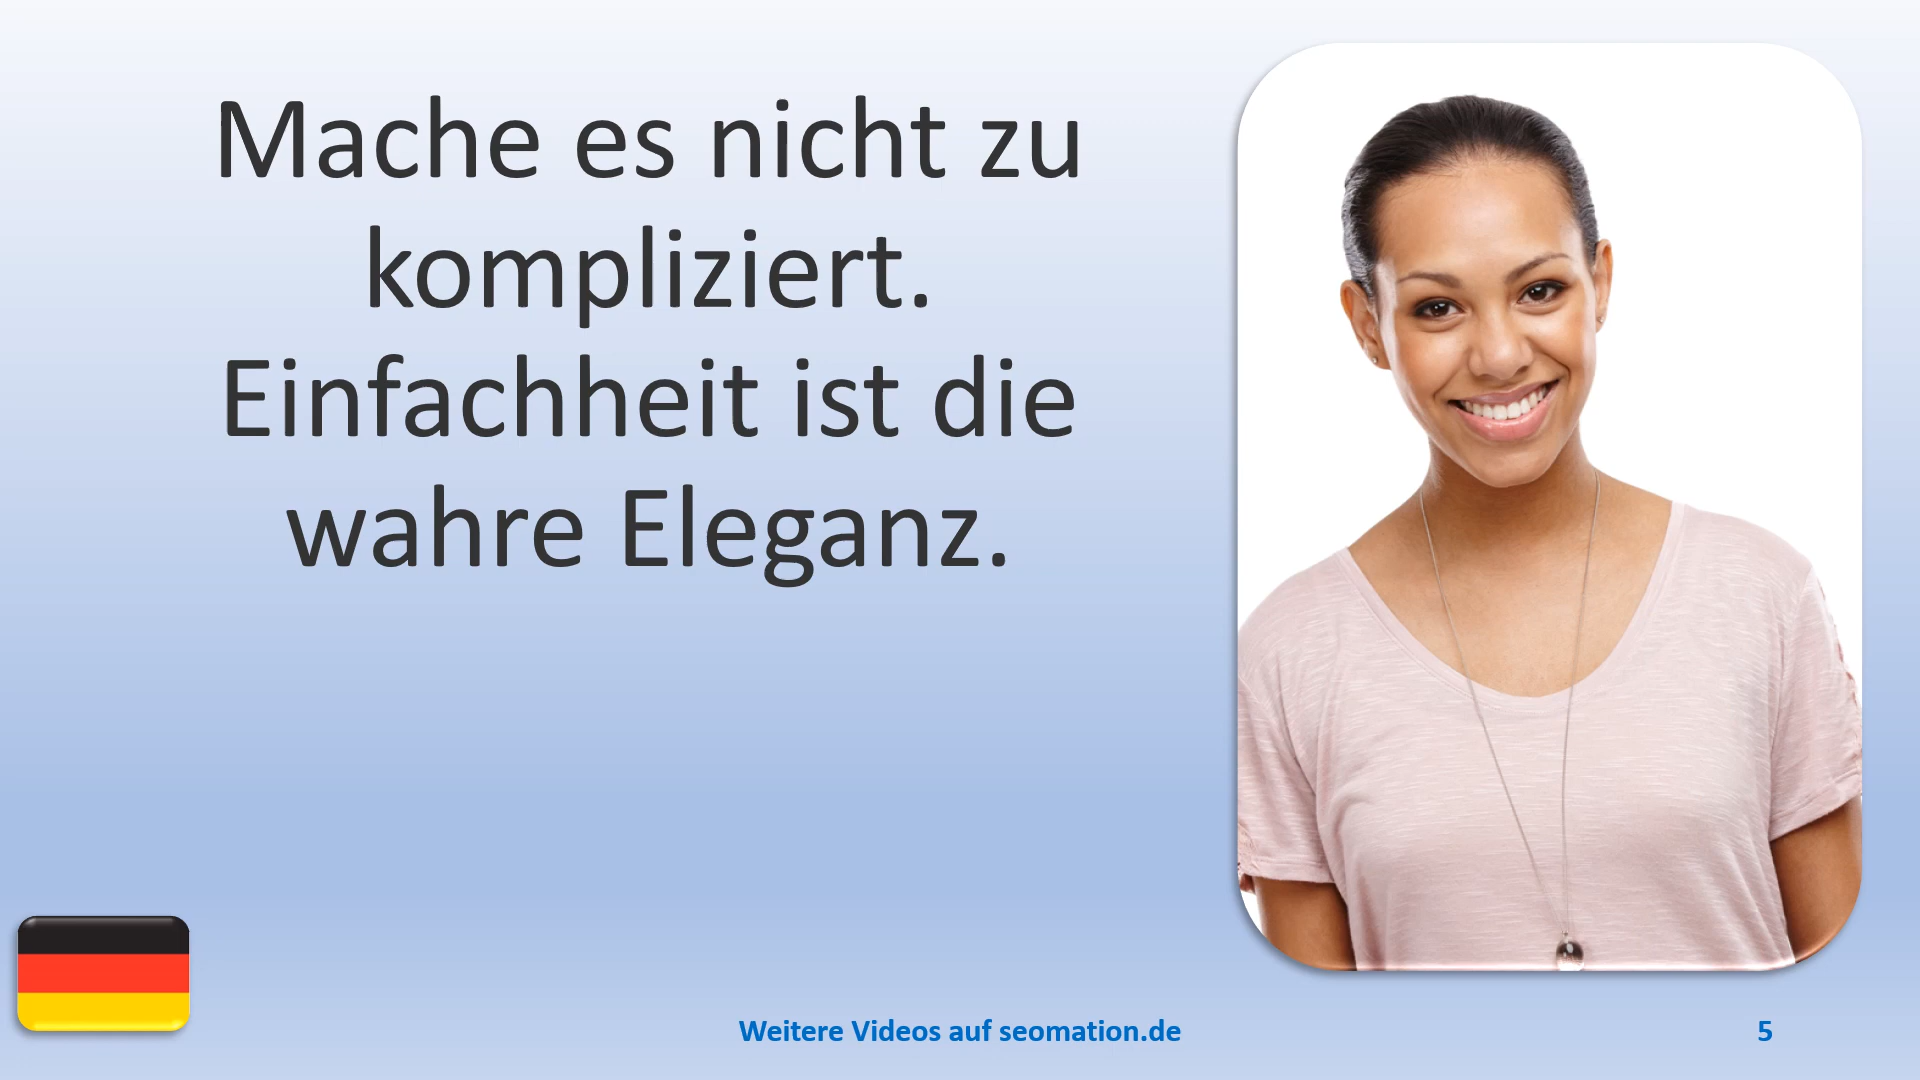 Mache es nicht zu
kompliziert.
Einfachheit ist die
wahre Eleganz.
Weitere Videos auf seomation.de
5